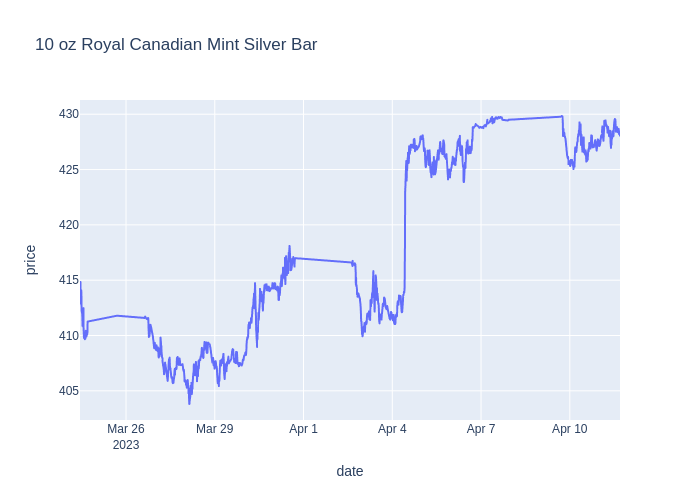 10 oz Royal Canadian Mint Silver Bar
430
425
420
415
410
405
price
Mar 26
2023
Mar 29
Apr 1
Apr 4
Apr 7
Apr 10
date